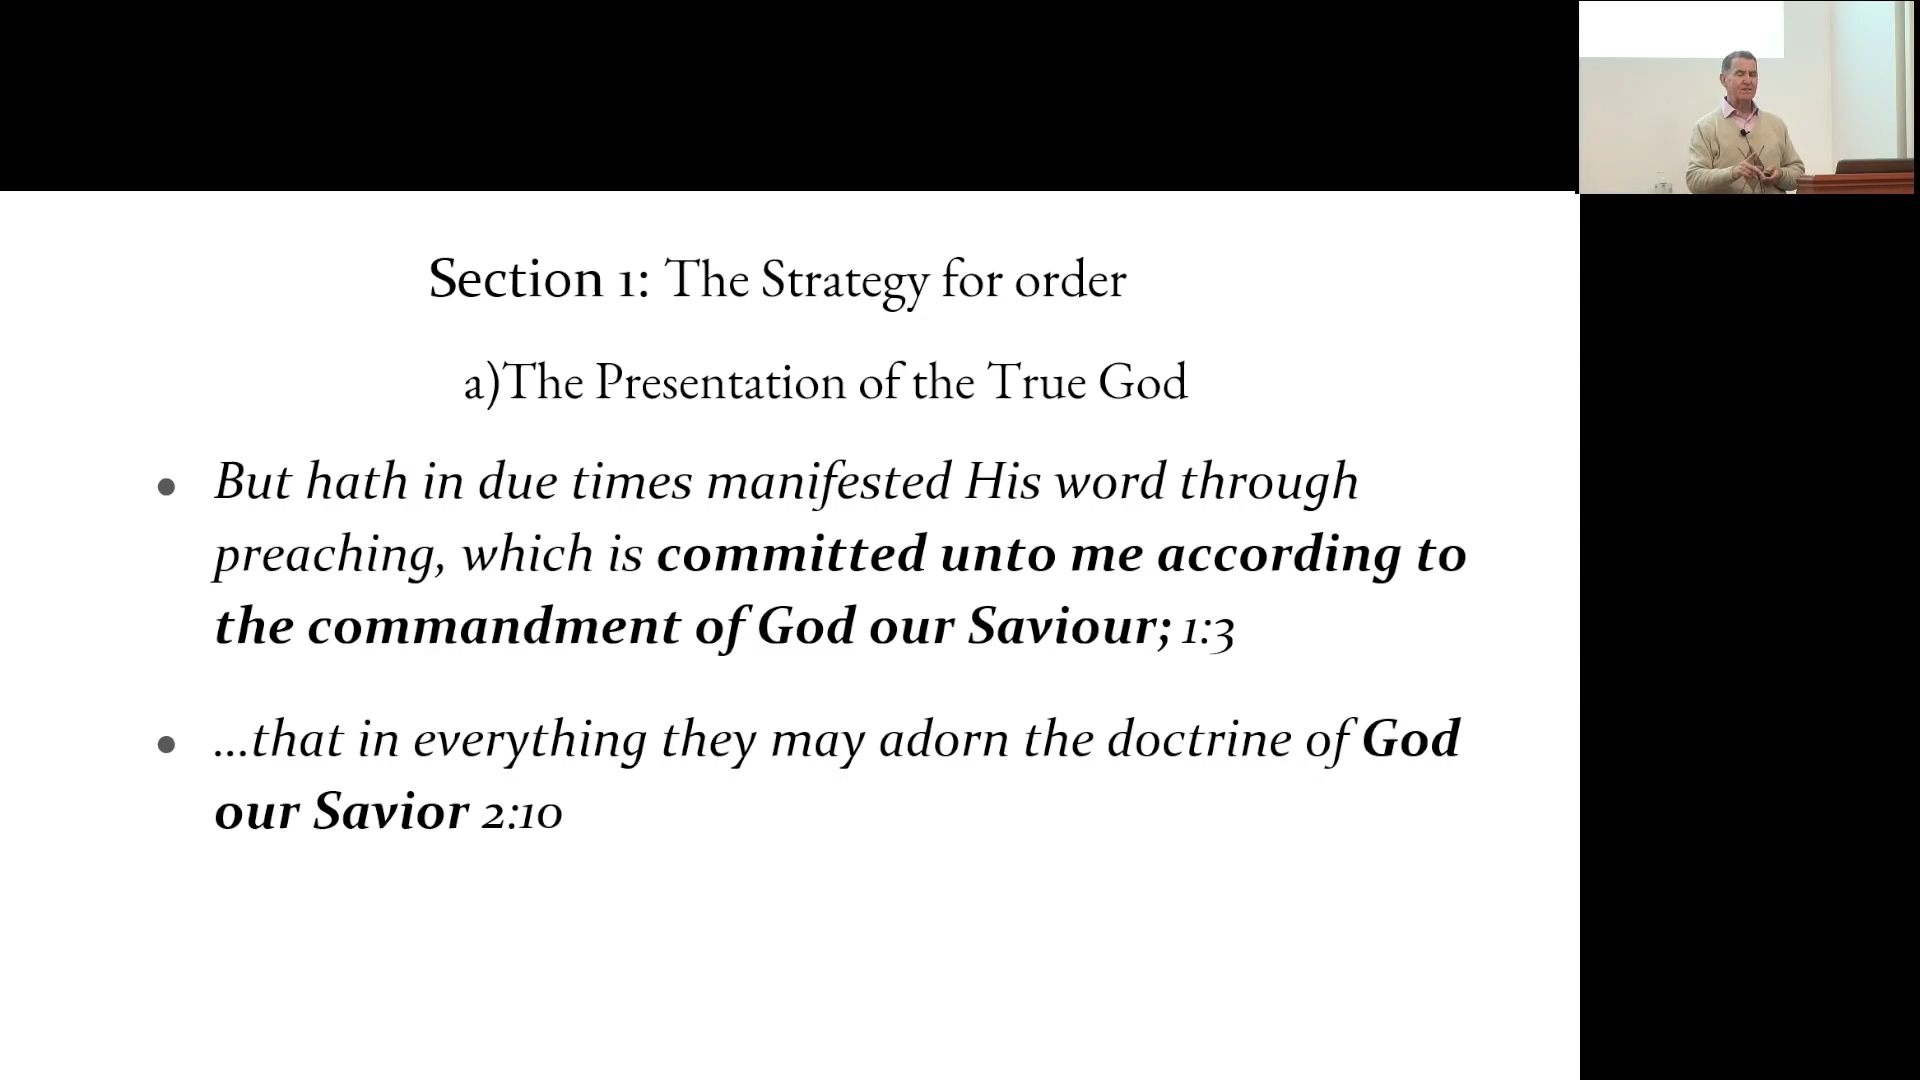 Section 1: The Strategy for order
a)The Presentation of the True God
• But hath in due times manifested His word through
preaching, which is committed unto me according to
the commandment of God our Saviour; 1:3
• ...that in everything they may adorn the doctrine of God
our Savior 2:10